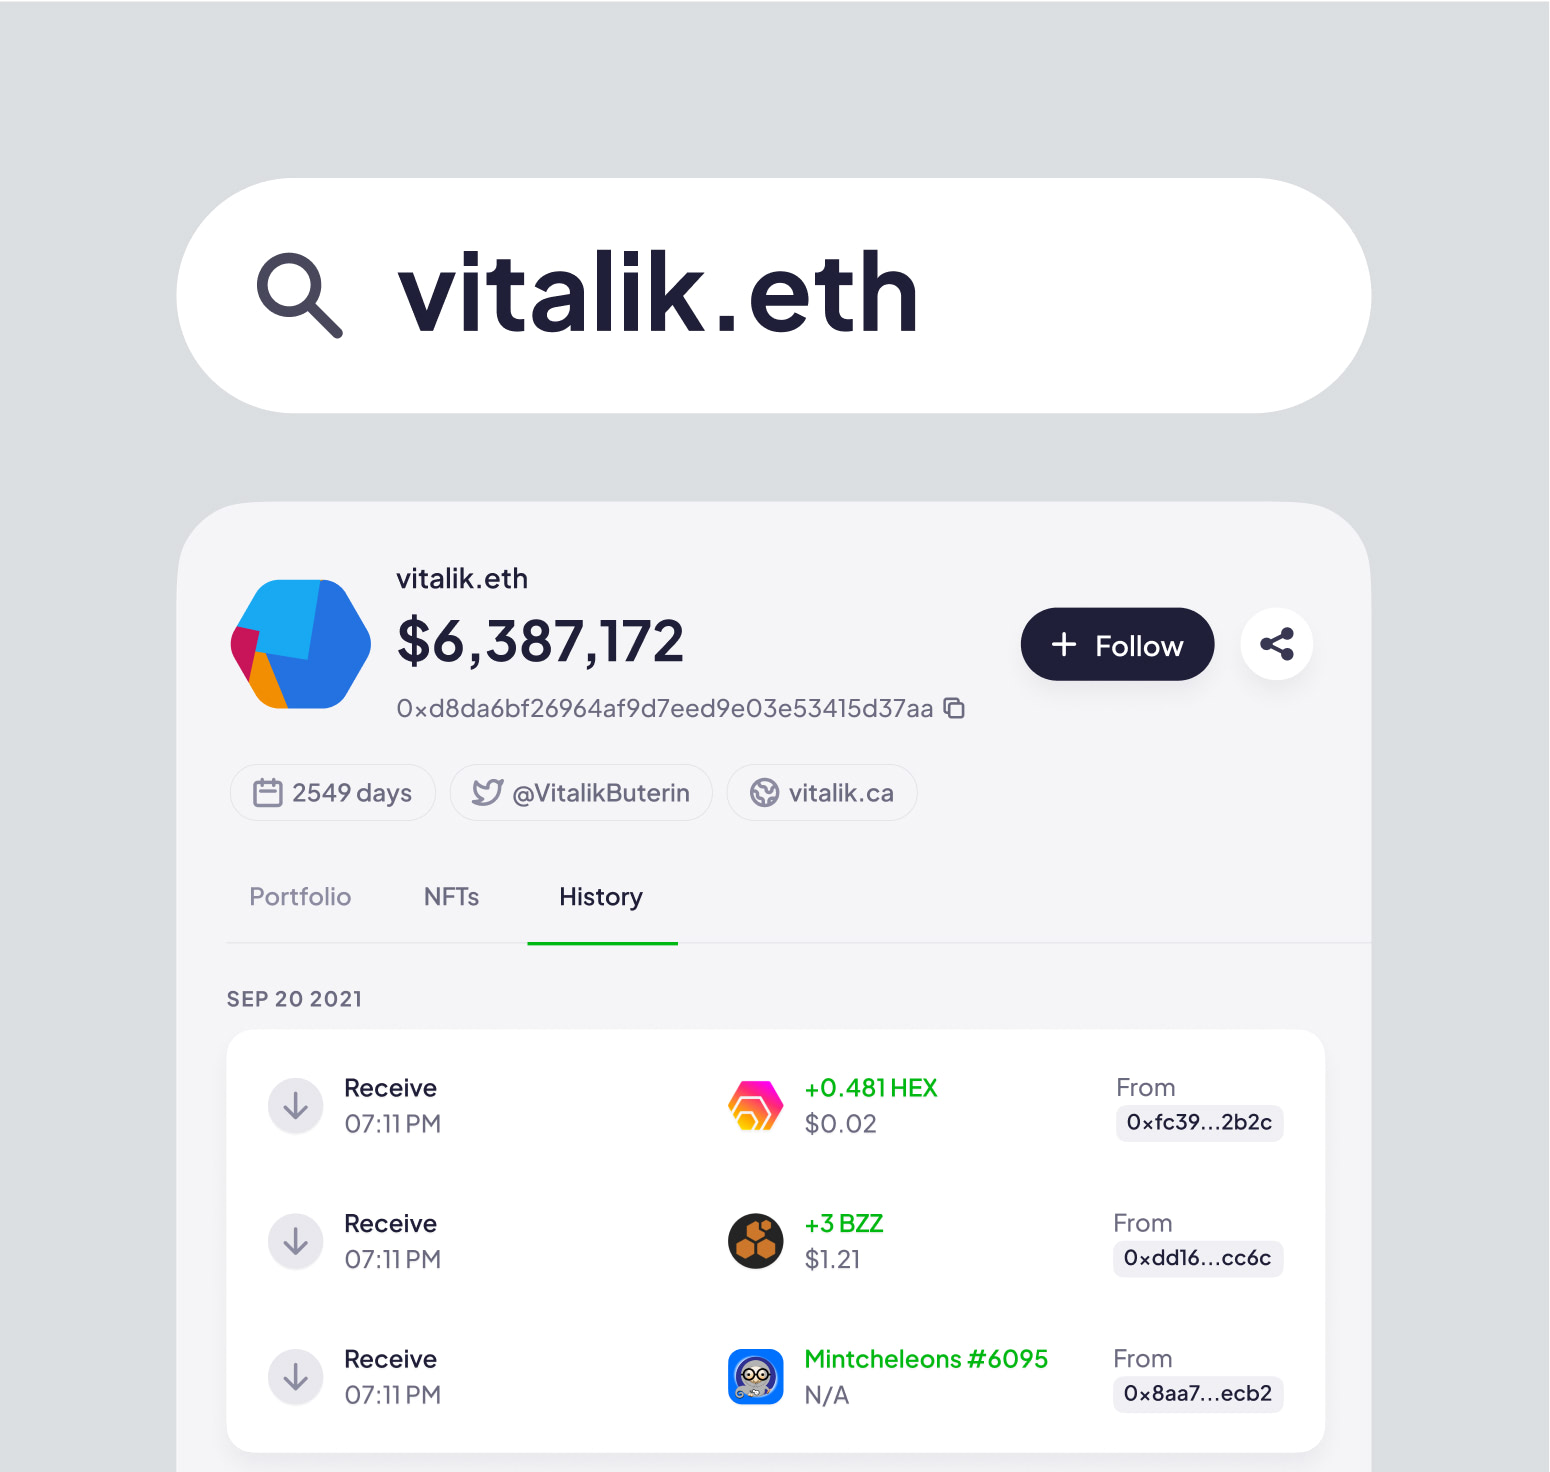 vitalik.eth
vitalik.eth
$6,387,172
+ Follow
0xd8da6bf26964af9d7eed9e03e53415d37aa
2549 days
@VitalikButerin
vitalik.ca
Portfolio
NFTs
History
SEP 20 2021
Receive
07:11 PM
+0.481 HEX
$0.02
From
0xfc39...2b2c
Receive
07:11 PM
+3 BZZ
$1.21
From
0xdd16...cc6c
Receive
07:11 PM
Mintcheleons #6095
N/A
From
0x8aa7...ecb2